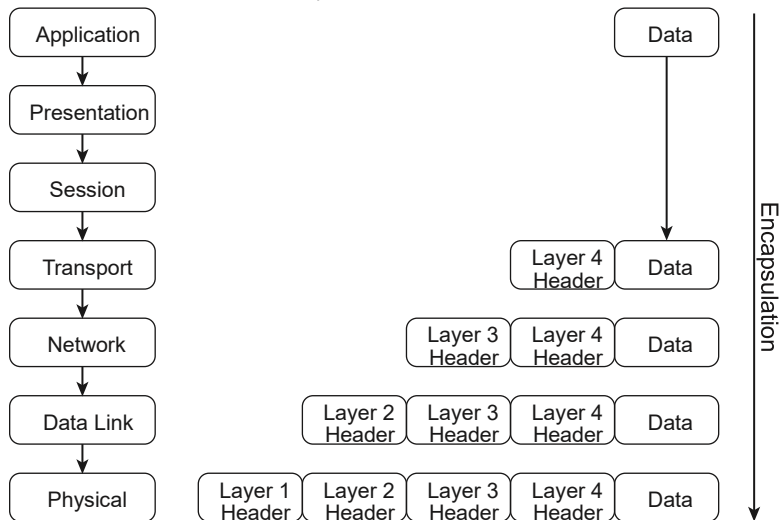 Application
Data
Presentation
Session
Transport
Layer 4
Header
Data
Network
Layer 3
Header
Layer 4
Header
Data
Data Link
Layer 2
Header
Layer 3
Header
Layer 4
Header
Data
Physical
Layer 1
Header
Layer 2
Header
Layer 3
Header
Layer 4
Header
Data
Encapsulation